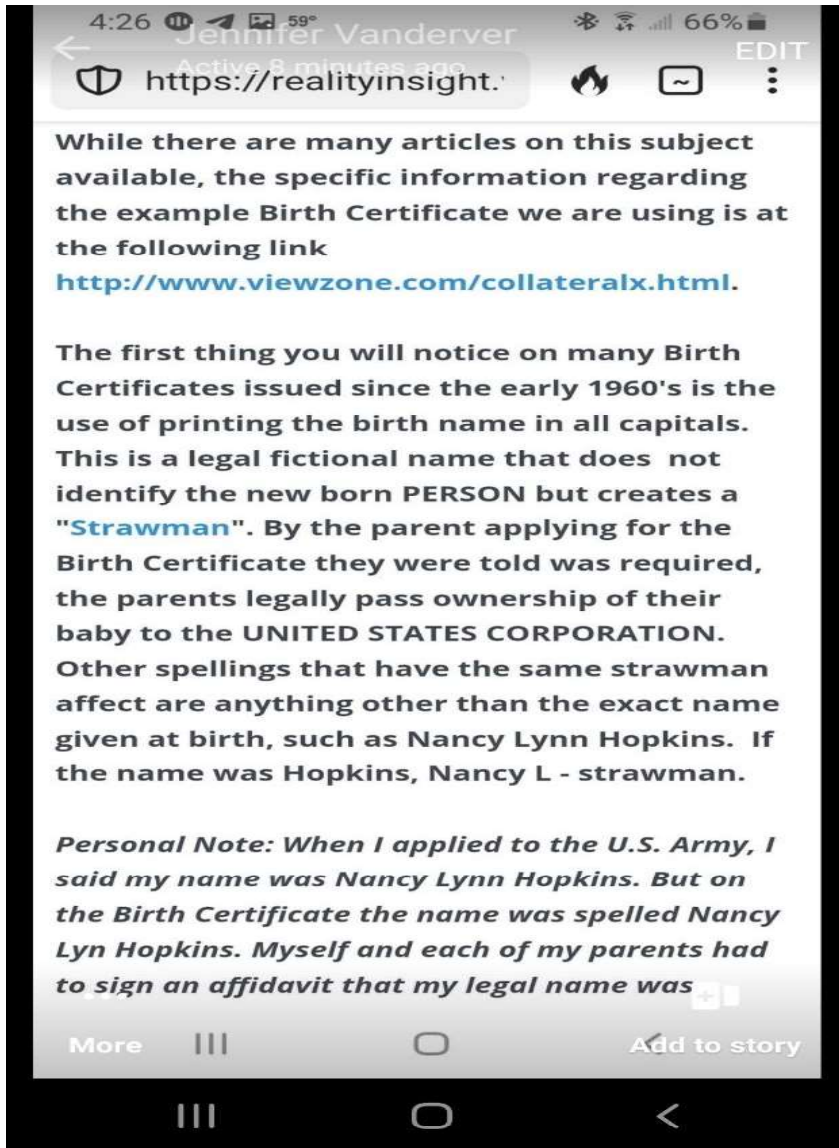 4:26 59° 66%
Jennifer Vanderver
EDIT
Active 8 minutes ago
https://realityinsight.
While there are many articles on this subject
available, the specific information regarding
the example Birth Certificate we are using is at
the following link
http://www.viewzone.com/collateralx.html.
The first thing you will notice on many Birth
Certificates issued since the early 1960's is the
use of printing the birth name in all capitals.
This is a legal fictional name that does not
identify the new born PERSON but creates a
"Strawman". By the parent applying for the
Birth Certificate they were told was required,
the parents legally pass ownership of their
baby to the UNITED STATES CORPORATION.
Other spellings that have the same strawman
affect are anything other than the exact name
given at birth, such as Nancy Lynn Hopkins. If
the name was Hopkins, Nancy L - strawman.
Personal Note: When I applied to the U.S. Army, I
said my name was Nancy Lynn Hopkins. But on
the Birth Certificate the name was spelled Nancy
Lyn Hopkins. Myself and each of my parents had
to sign an affidavit that my legal name was
More Add to story